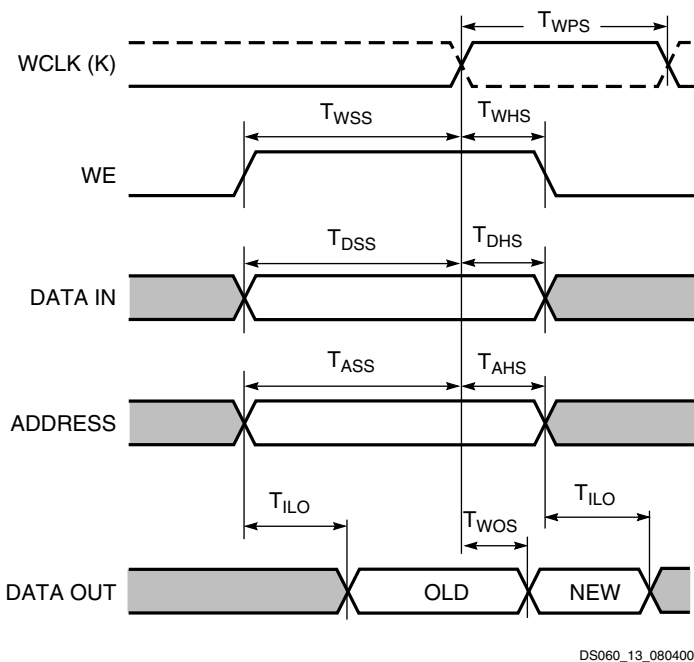 T_WPS
WCLK (K)
T_WSS T_WHS
WE
T_DSS T_DHS
DATA IN
T_ASS T_AHS
ADDRESS
T_ILO T_WOS T_ILO
DATA OUT OLD NEW
DS060_13_080400